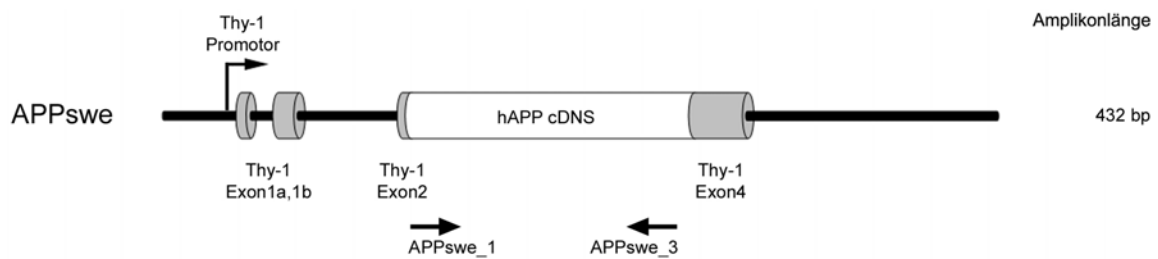 Thy-1
Promotor
Amplikonlänge
APPswe
hAPP cDNS
432 bp
Thy-1
Exon1a,1b
Thy-1
Exon2
Thy-1
Exon4
APPswe_1
APPswe_3